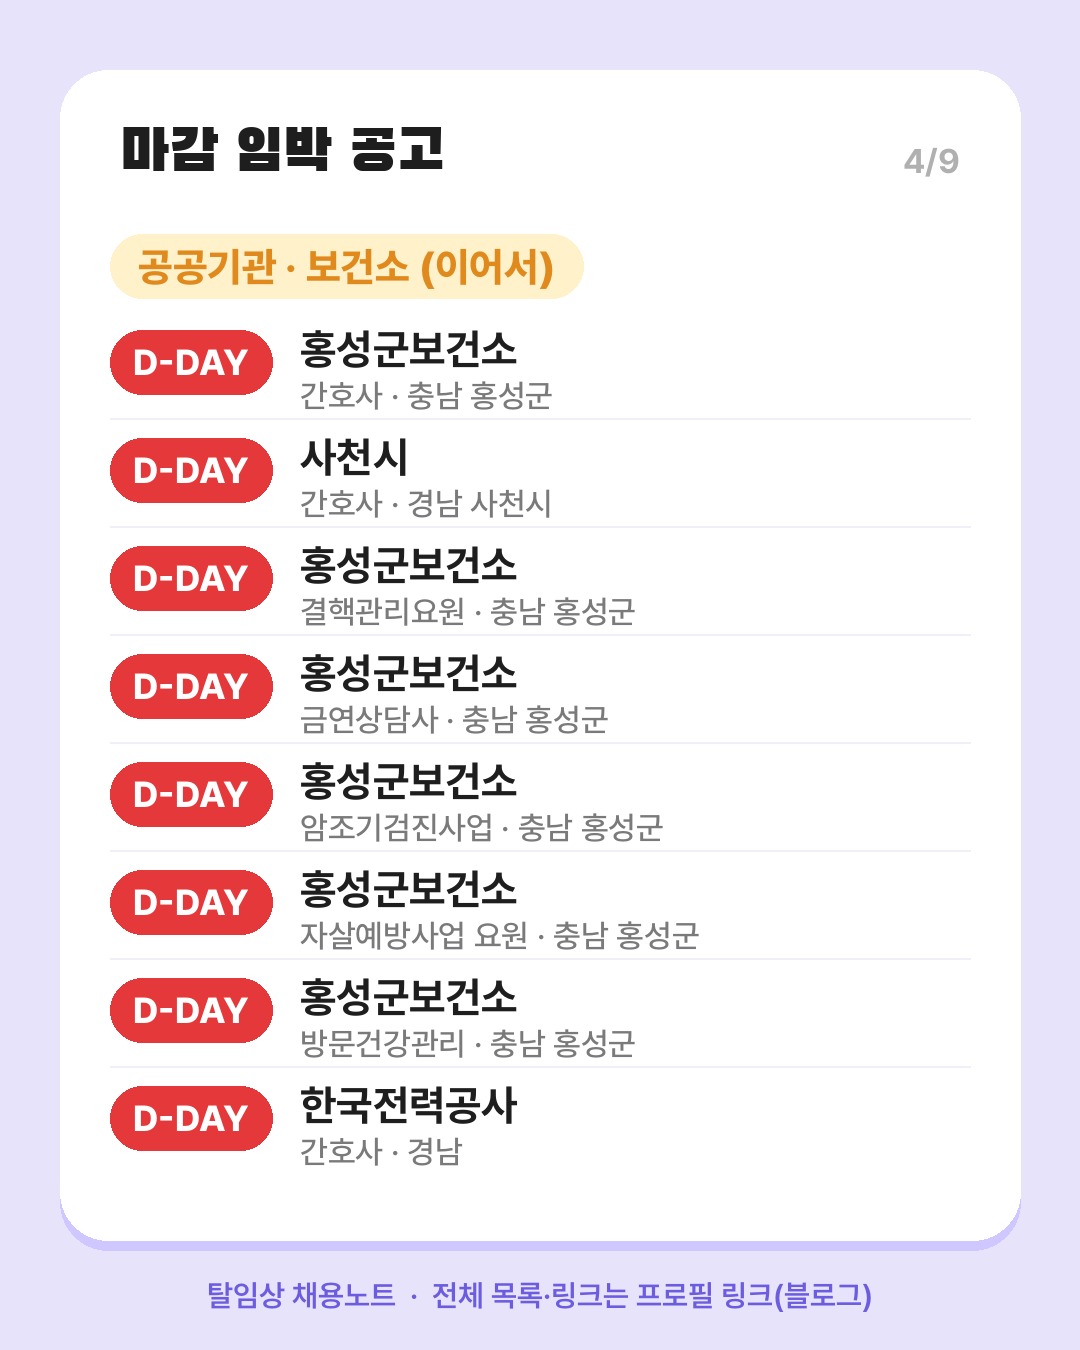 마감 임박 공고
4/9
공공기관 · 보건소 (이어서)
D-DAY
홍성군보건소
간호사 · 충남 홍성군
D-DAY
사천시
간호사 · 경남 사천시
D-DAY
홍성군보건소
결핵관리요원 · 충남 홍성군
D-DAY
홍성군보건소
금연상담사 · 충남 홍성군
D-DAY
홍성군보건소
암조기검진사업 · 충남 홍성군
D-DAY
홍성군보건소
자살예방사업 요원 · 충남 홍성군
D-DAY
홍성군보건소
방문건강관리 · 충남 홍성군
D-DAY
한국전력공사
간호사 · 경남
탈임상 채용노트 · 전체 목록·링크는 프로필 링크(블로그)